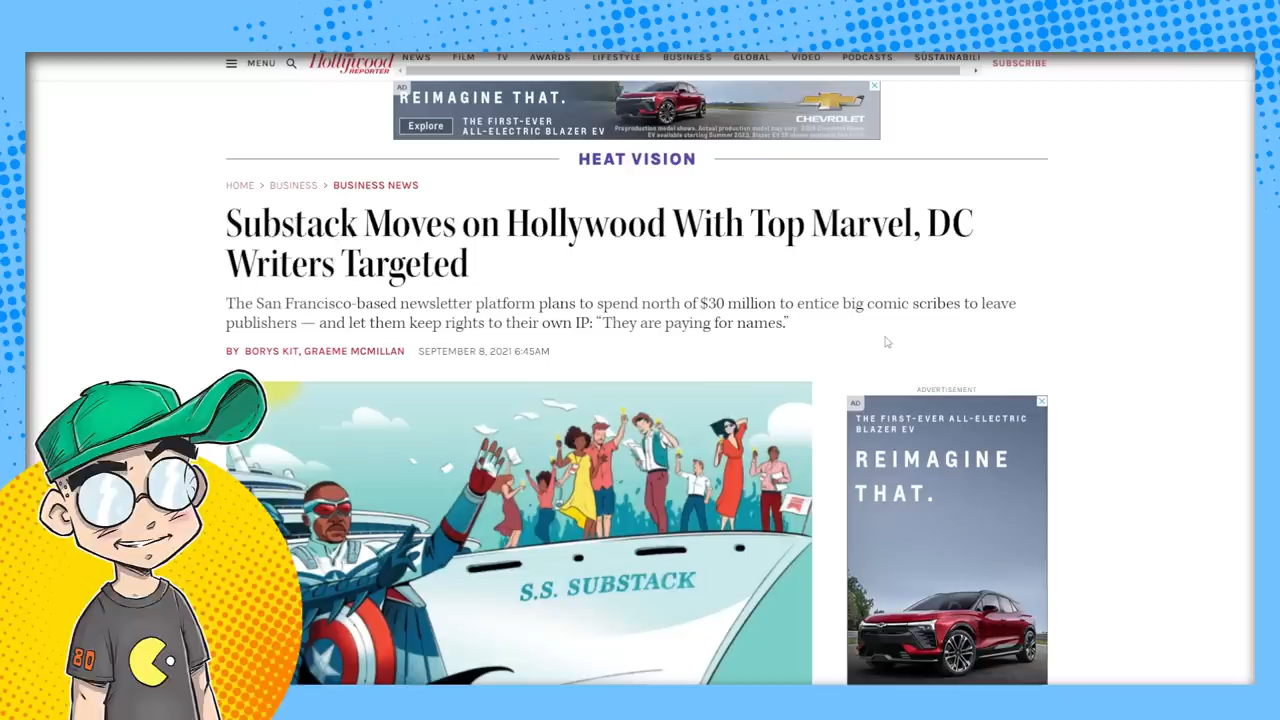 MENU
Hollywood
REPORTER
NEWS FILM TV AWARDS LIFESTYLE BUSINESS GLOBAL VIDEO PODCASTS SUSTAINABILI
SUBSCRIBE
AD
REIMAGINE THAT.
Explore
THE FIRST-EVER
ALL-ELECTRIC BLAZER EV
CHEVROLET
HEAT VISION
HOME > BUSINESS > BUSINESS NEWS
Substack Moves on Hollywood With Top Marvel, DC
Writers Targeted
The San Francisco-based newsletter platform plans to spend north of $30 million to entice big comic scribes to leave
publishers — and let them keep rights to their own IP: “They are paying for names.”
BY BORYS KIT, GRAEME MCMILLAN SEPTEMBER 8, 2021 6:45AM
S.S. SUBSTACK
ADVERTISEMENT
AD
THE FIRST-EVER ALL-ELECTRIC
BLAZER EV
REIMAGINE
THAT.
80